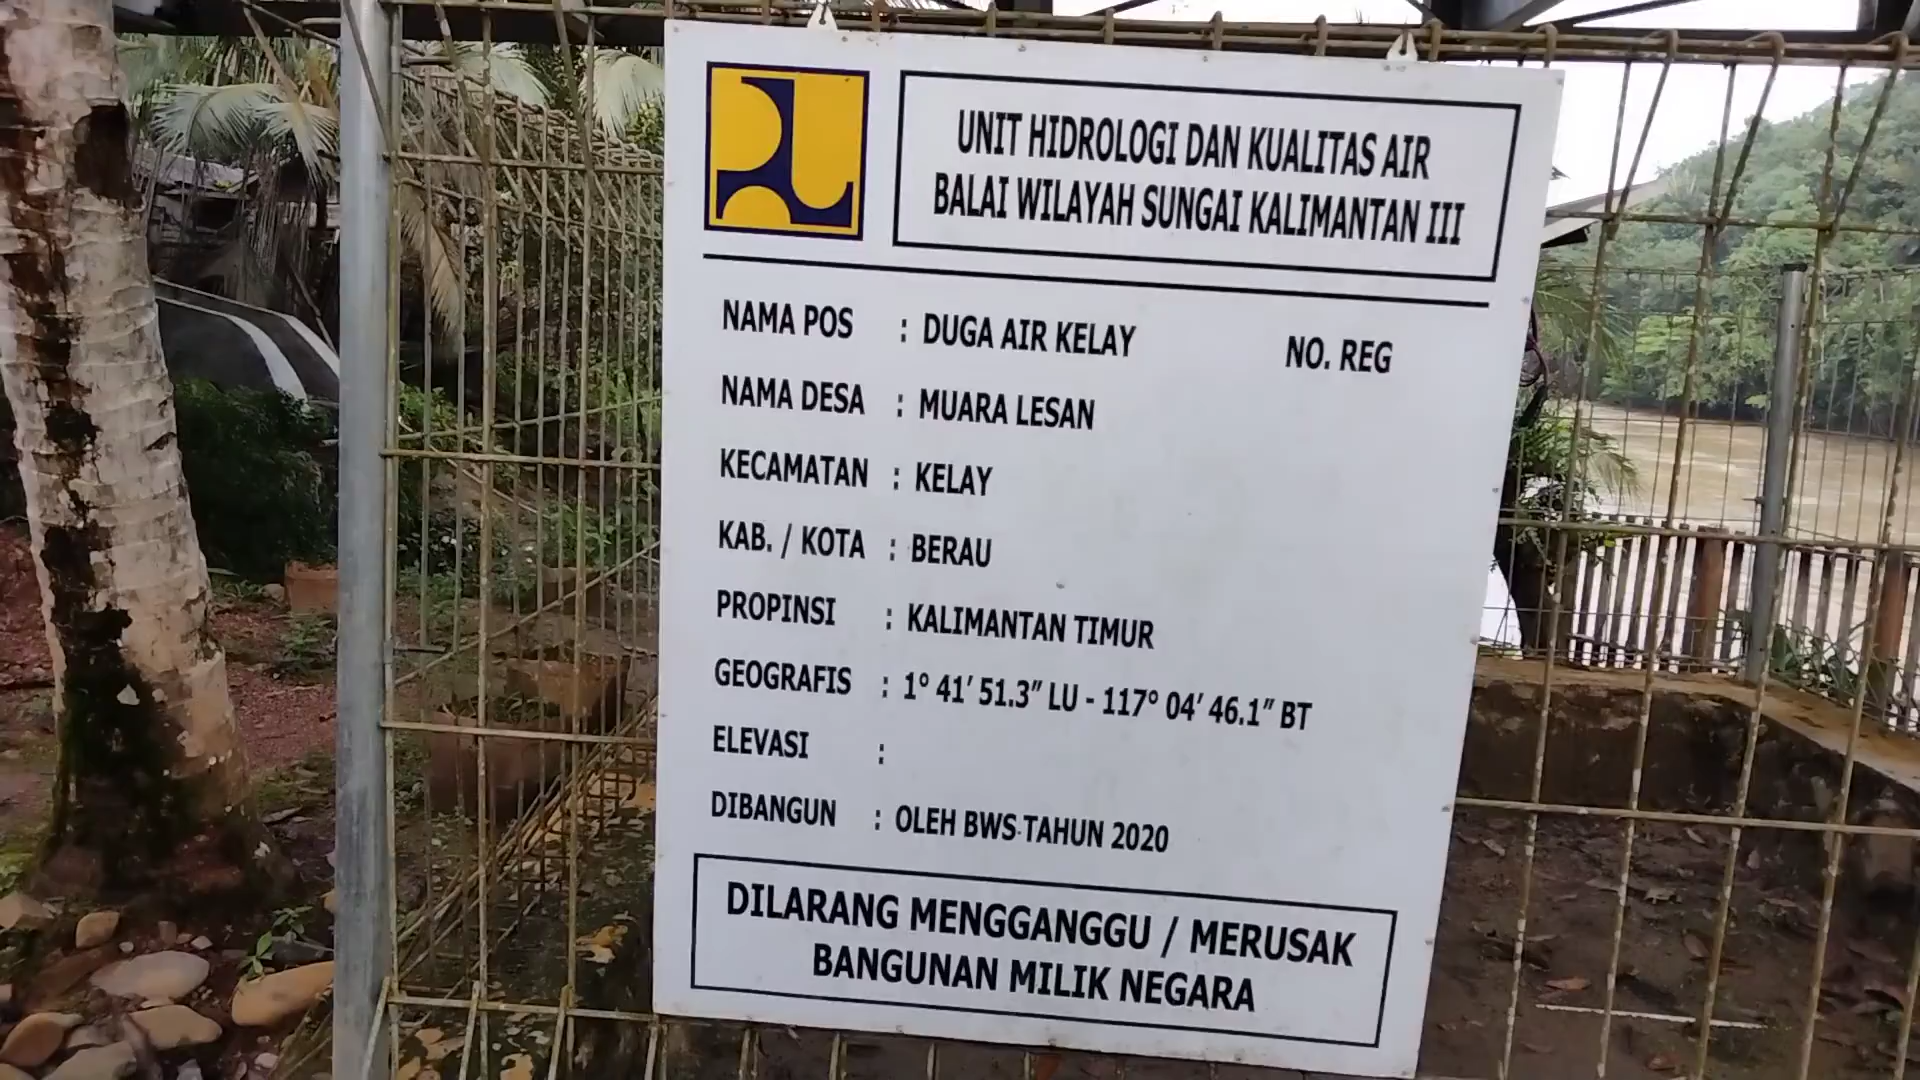 UNIT HIDROLOGI DAN KUALITAS AIR
BALAI WILAYAH SUNGAI KALIMANTAN III
NAMA POS : DUGA AIR KELAY NO. REG
NAMA DESA : MUARA LESAN
KECAMATAN : KELAY
KAB. / KOTA : BERAU
PROPINSI : KALIMANTAN TIMUR
GEOGRAFIS : 1° 41' 51.3" LU - 117° 04' 46.1" BT
ELEVASI :
DIBANGUN : OLEH BWS TAHUN 2020
DILARANG MENGGANGGU / MERUSAK
BANGUNAN MILIK NEGARA